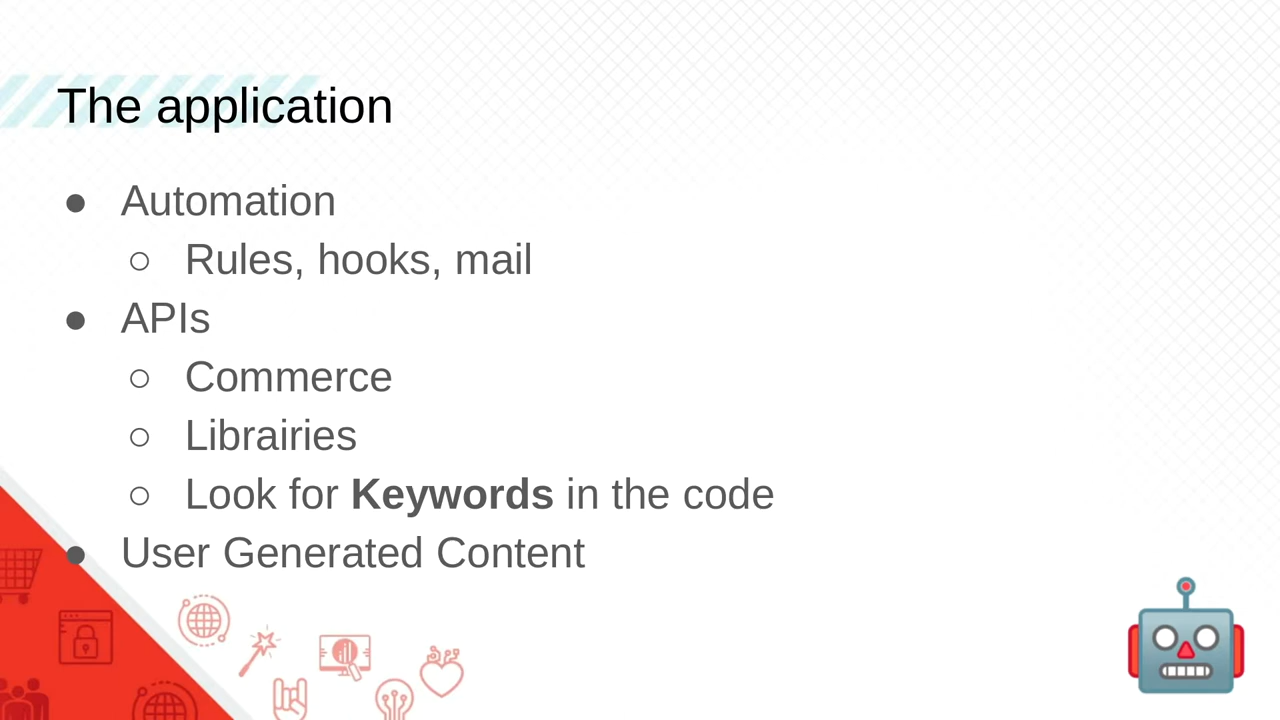 The application
● Automation
○ Rules, hooks, mail
● APIs
○ Commerce
○ Librairies
○ Look for Keywords in the code
● User Generated Content